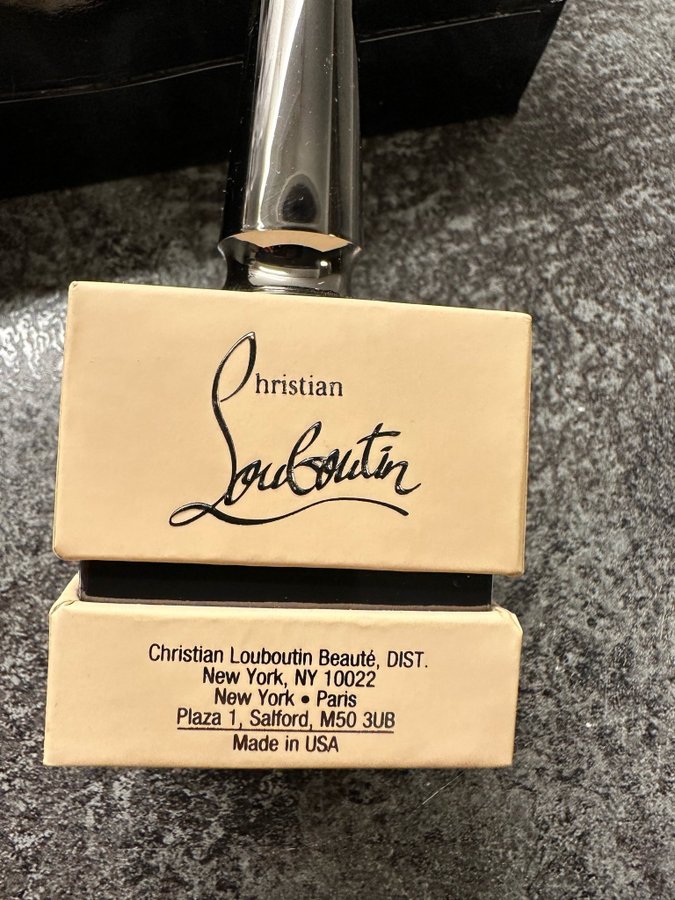 Christian
Louboutin
Christian Louboutin Beauté, DIST.
New York, NY 10022
New York • Paris
Plaza 1, Salford, M50 3UB
Made in USA